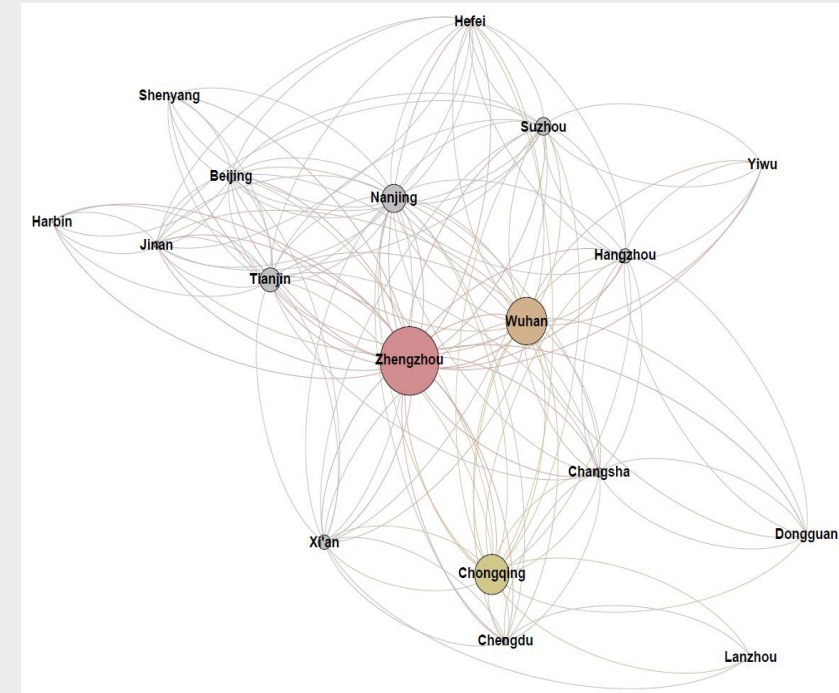 Hefei
Shenyang
Suzhou
Yiwu
Beijing
Nanjing
Harbin
Jinan
Hangzhou
Tianjin
Wuhan
Zhengzhou
Changsha
Dongguan
Xi'an
Chongqing
Chengdu
Lanzhou